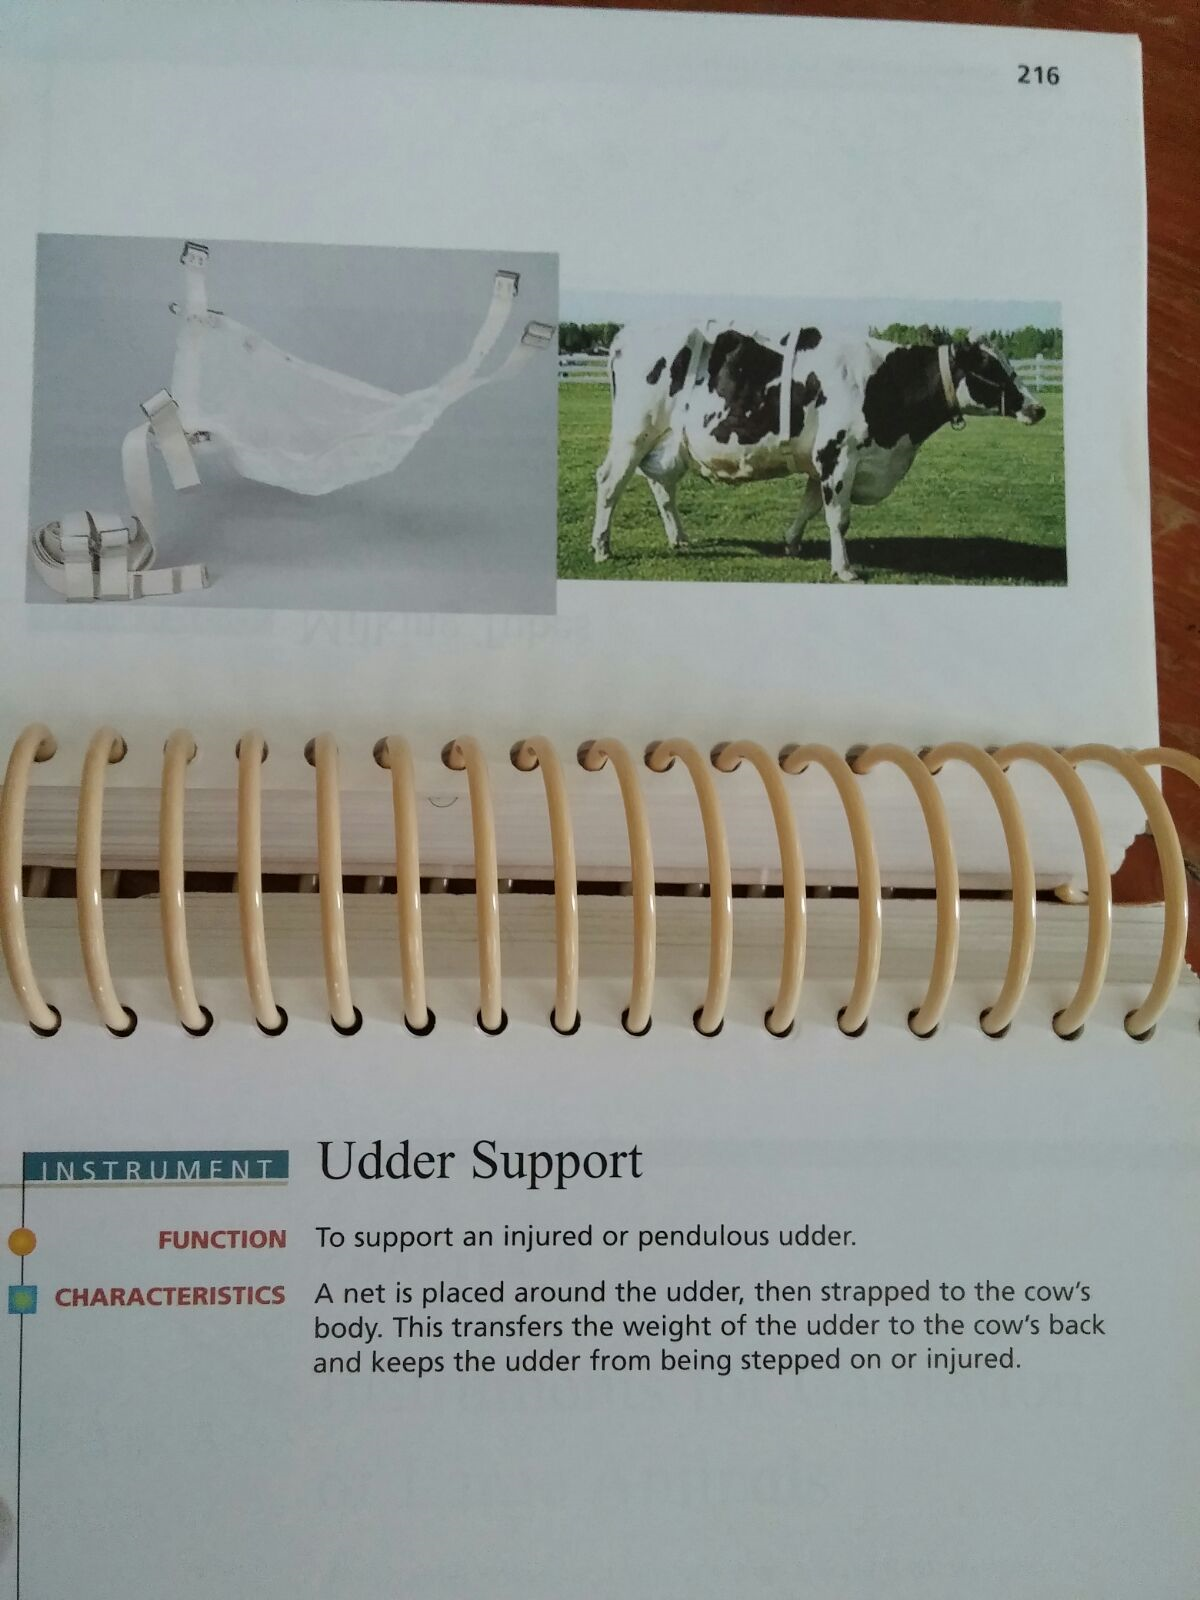 216
INSTRUMENT Udder Support
FUNCTION To support an injured or pendulous udder.
CHARACTERISTICS A net is placed around the udder, then strapped to the cow's
body. This transfers the weight of the udder to the cow's back
and keeps the udder from being stepped on or injured.